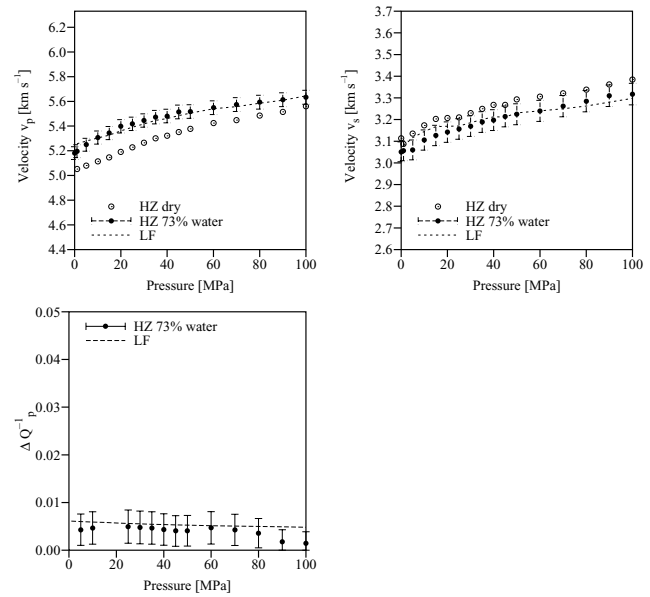 6.2
6.0
5.8
5.6
5.4
5.2
5.0
4.8
4.6
4.4
Velocity vp [km s⁻¹]
HZ dry
HZ 73% water
LF
0 20 40 60 80 100
Pressure [MPa]
3.7
3.6
3.5
3.4
3.3
3.2
3.1
3.0
2.9
2.8
2.7
2.6
Velocity vs [km s⁻¹]
HZ dry
HZ 73% water
LF
0 20 40 60 80 100
Pressure [MPa]
0.05
0.04
0.03
0.02
0.01
0.00
Δ Q⁻¹p
HZ 73% water
LF
0 20 40 60 80 100
Pressure [MPa]